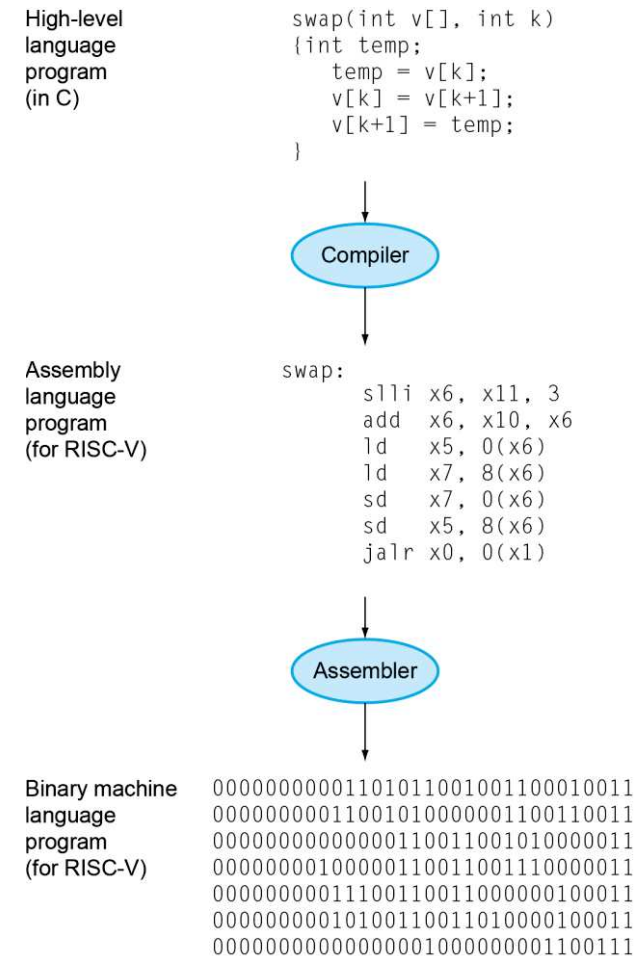 High-level
language
program
(in C)
swap(int v[], int k)
{int temp;
temp = v[k];
v[k] = v[k+1];
v[k+1] = temp;
}
Compiler
Assembly
language
program
(for RISC-V)
swap:
slli x6, x11, 3
add x6, x10, x6
ld x5, 0(x6)
ld x7, 8(x6)
sd x7, 0(x6)
sd x5, 8(x6)
jalr x0, 0(x1)
Assembler
Binary machine
language
program
(for RISC-V)
00000000001101011001001100010011
00000000011001010000001100110011
00000000000000110011001010000011
00000000100000110011001110000011
00000000011100110011000000100011
00000000010100110011010000100011
00000000000000001000000001100111